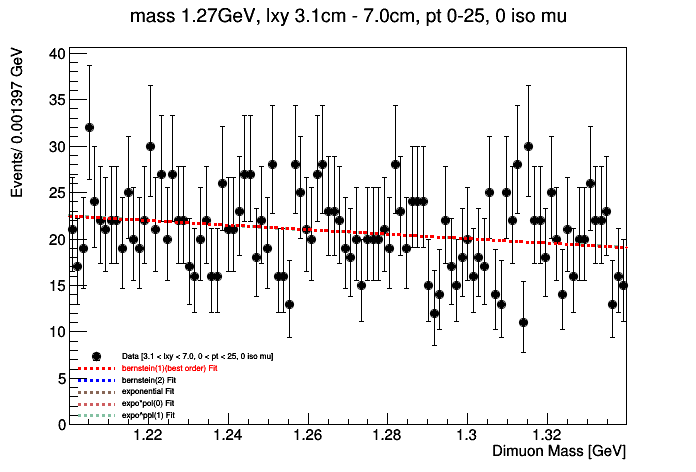 mass 1.27GeV, lxy 3.1cm - 7.0cm, pt 0-25, 0 iso mu
Events/ 0.001397 GeV
40
35
30
25
20
15
10
5
0
Data [3.1 < lxy < 7.0, 0 < pt < 25, 0 iso mu]
bernstein(1)(best order) Fit
bernstein(2) Fit
exponential Fit
expo*pol(0) Fit
expo*ppl(1) Fit
1.22 1.24 1.26 1.28 1.3 1.32
Dimuon Mass [GeV]